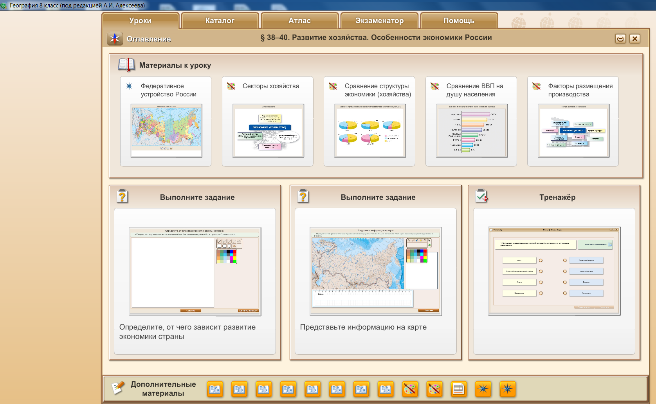 География 8 класс (под редакцией А.И. Алексеева)
Уроки
Каталог
Атлас
Экзаменатор
Помощь
Оглавление
§ 38–40. Развитие хозяйства. Особенности экономики России
Материалы к уроку
Федеративное
устройство России
Секторы хозяйства
Сравнение структуры
экономики (хозяйства)
Сравнение ВВП на
душу населения
Факторы размещения
производства
Выполните задание
Выполните задание
Тренажёр
Определите, от чего зависит развитие
экономики страны
Представьте информацию на карте
Дополнительные
материалы